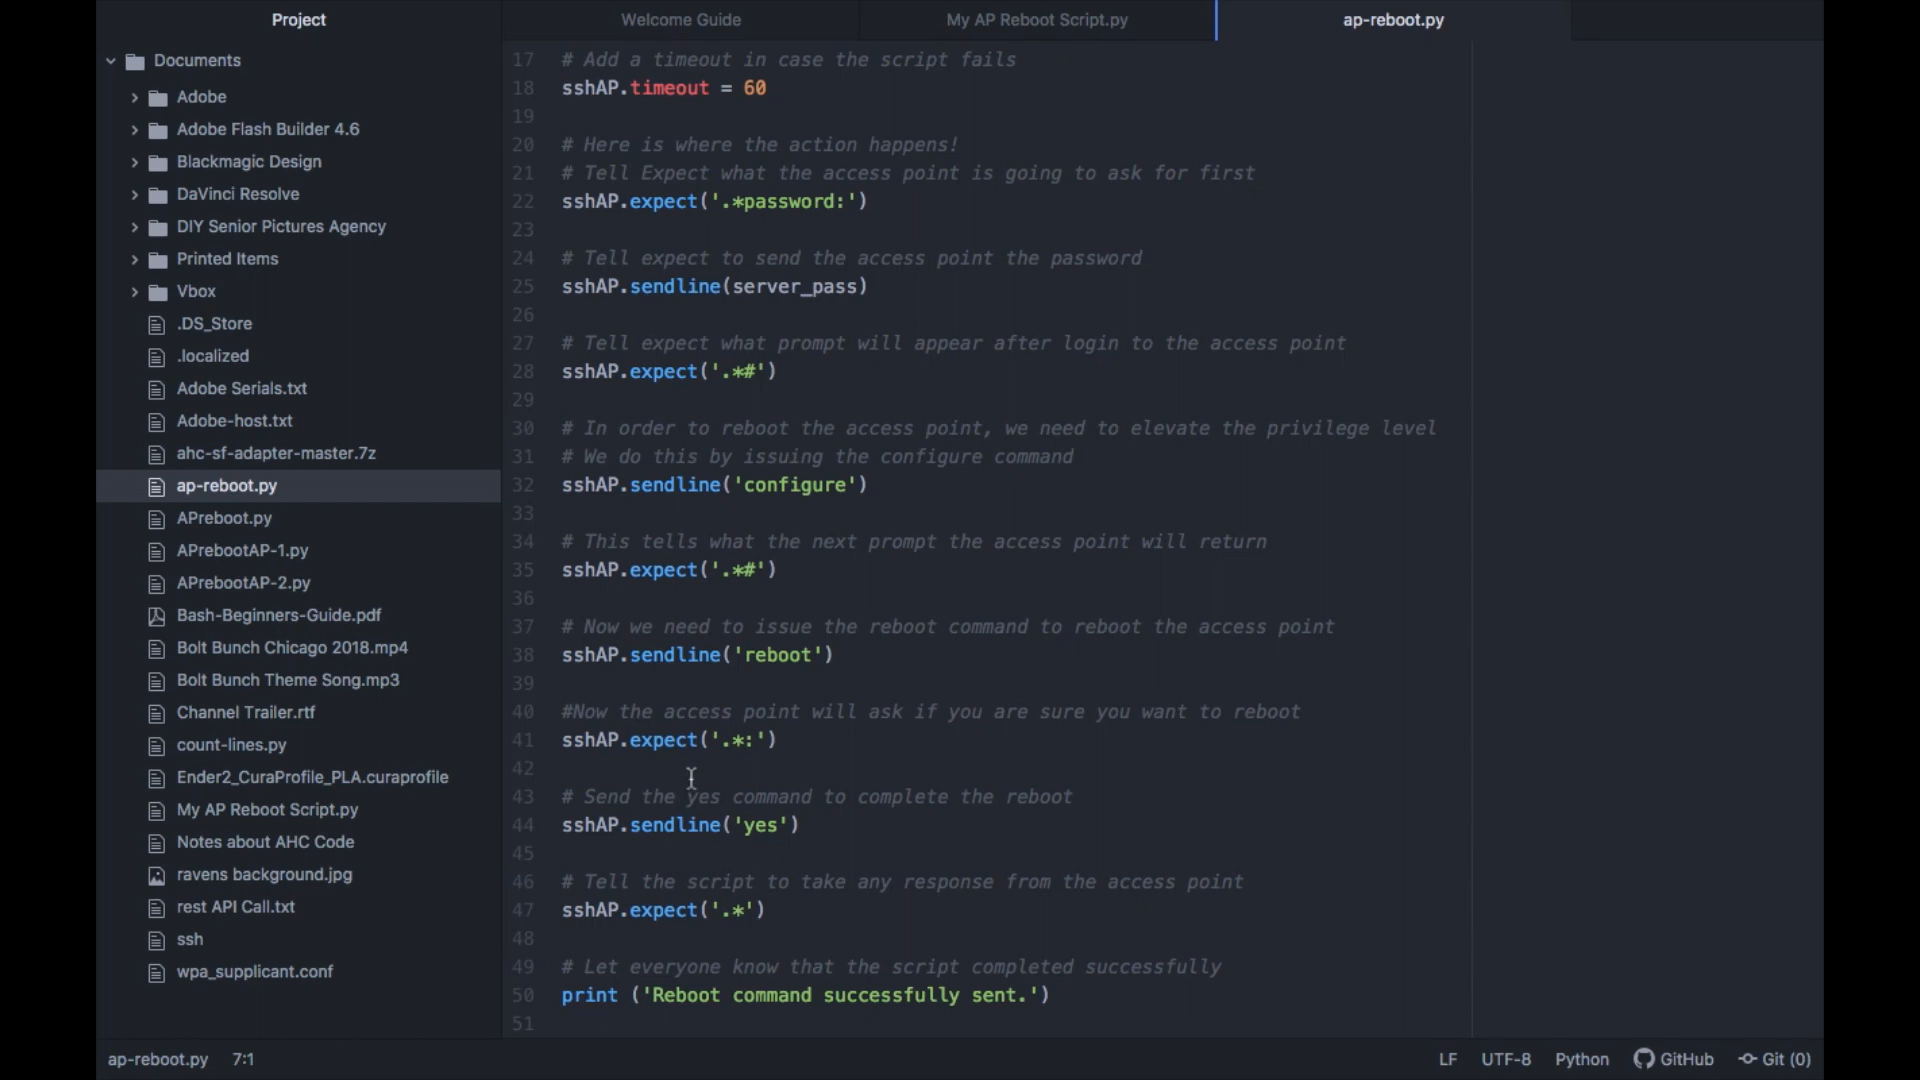 Project
Welcome Guide
My AP Reboot Script.py
ap-reboot.py
Documents
Adobe
Adobe Flash Builder 4.6
Blackmagic Design
DaVinci Resolve
DIY Senior Pictures Agency
Printed Items
Vbox
.DS_Store
.localized
Adobe Serials.txt
Adobe-host.txt
ahc-sf-adapter-master.7z
ap-reboot.py
APreboot.py
APrebootAP-1.py
APrebootAP-2.py
Bash-Beginners-Guide.pdf
Bolt Bunch Chicago 2018.mp4
Bolt Bunch Theme Song.mp3
Channel Trailer.rtf
count-lines.py
Ender2_CuraProfile_PLA.curaprofile
My AP Reboot Script.py
Notes about AHC Code
ravens background.jpg
rest API Call.txt
ssh
wpa_supplicant.conf
17 # Add a timeout in case the script fails
18 sshAP.timeout = 60
19
20 # Here is where the action happens!
21 # Tell Expect what the access point is going to ask for first
22 sshAP.expect('.*password:')
23
24 # Tell expect to send the access point the password
25 sshAP.sendline(server_pass)
26
27 # Tell expect what prompt will appear after login to the access point
28 sshAP.expect('.*#')
29
30 # In order to reboot the access point, we need to elevate the privilege level
31 # We do this by issuing the configure command
32 sshAP.sendline('configure')
33
34 # This tells what the next prompt the access point will return
35 sshAP.expect('.*#')
36
37 # Now we need to issue the reboot command to reboot the access point
38 sshAP.sendline('reboot')
39
40 #Now the access point will ask if you are sure you want to reboot
41 sshAP.expect('.*:')
42
43 # Send the yes command to complete the reboot
44 sshAP.sendline('yes')
45
46 # Tell the script to take any response from the access point
47 sshAP.expect('.*')
48
49 # Let everyone know that the script completed successfully
50 print ('Reboot command successfully sent.')
51
ap-reboot.py 7:1
LF UTF-8 Python GitHub Git (0)